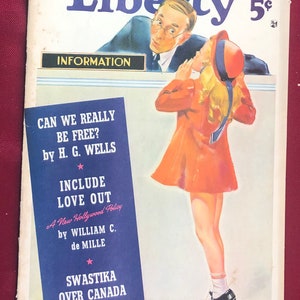 Liberty 5¢
INFORMATION
CAN WE REALLY
BE FREE?
by H. G. WELLS
INCLUDE
LOVE OUT
A New Hollywood Policy
by WILLIAM C.
de MILLE
SWASTIKA
OVER CANADA